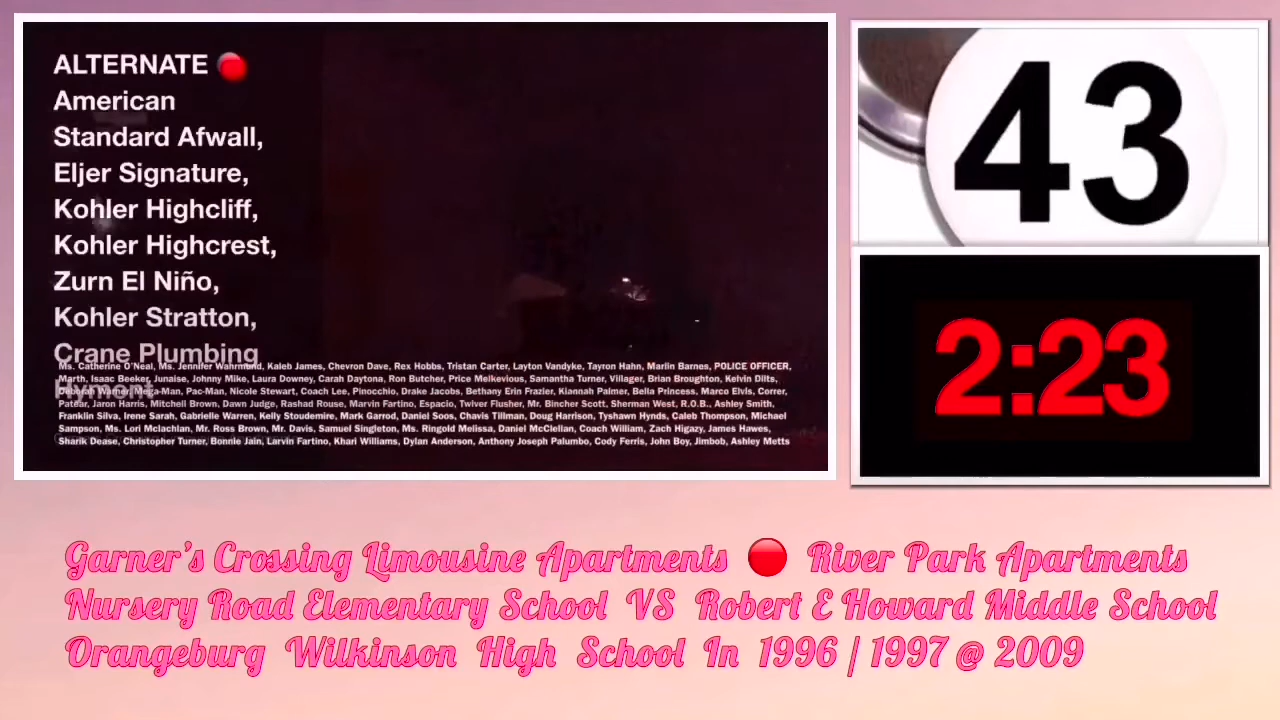 ALTERNATE 🔴
American
Standard Afwall,
Eljer Signature,
Kohler Highcliff,
Kohler Highcrest,
Zurn El Niño,
Kohler Stratton,
Crane Plumbing
Ms. Catherine O'Neal, Ms. Jennifer Wahrmund, Kaleb James, Chevron Dave, Rex Hobbs, Tristan Carter, Layton Vandyke, Tayron Hahn, Marlin Barnes, POLICE OFFICER,
Marth, Isaac Beeker, Junaise, Johnny Mike, Laura Downey, Carah Daytona, Ron Butcher, Price Melkevious, Samantha Turner, Villager, Brian Broughton, Kelvin Dilts,
Mega-Man, Pac-Man, Nicole Stewart, Coach Lee, Pinocchio, Drake Jacobs, Bethany Erin Frazier, Kiannah Palmer, Bella Princess, Marco Elvis, Correr,
Patau, Jaron Harris, Mitchell Brown, Dawn Judge, Rashad Rouse, Marvin Fartino, Espacio, Twiver Flusher, Mr. Bincher Scott, Sherman West, R.O.B., Ashley Smith,
Franklin Silva, Irene Sarah, Gabrielle Warren, Kelly Stoudemire, Mark Garrod, Daniel Soos, Chavis Tillman, Doug Harrison, Tyshawn Hynds, Caleb Thompson, Michael
Sampson, Ms. Lori Mclachlan, Mr. Ross Brown, Mr. Davis, Samuel Singleton, Ms. Ringold Melissa, Daniel McClellan, Coach William, Zach Higazy, James Hawes,
Sharik Dease, Christopher Turner, Bonnie Jain, Larvin Fartino, Khari Williams, Dylan Anderson, Anthony Joseph Palumbo, Cody Ferris, John Boy, Jimbob, Ashley Metts
43
2:23
Garner's Crossing Limousine Apartments 🔴 River Park Apartments
Nursery Road Elementary School VS Robert E Howard Middle School
Orangeburg Wilkinson High School In 1996 / 1997 @ 2009